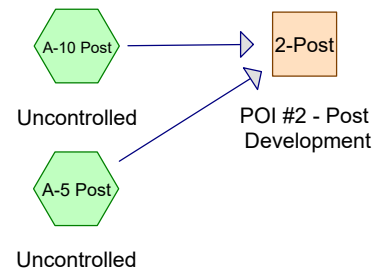 A-10 Post
2-Post
Uncontrolled
POI #2 - Post
Development
A-5 Post
Uncontrolled